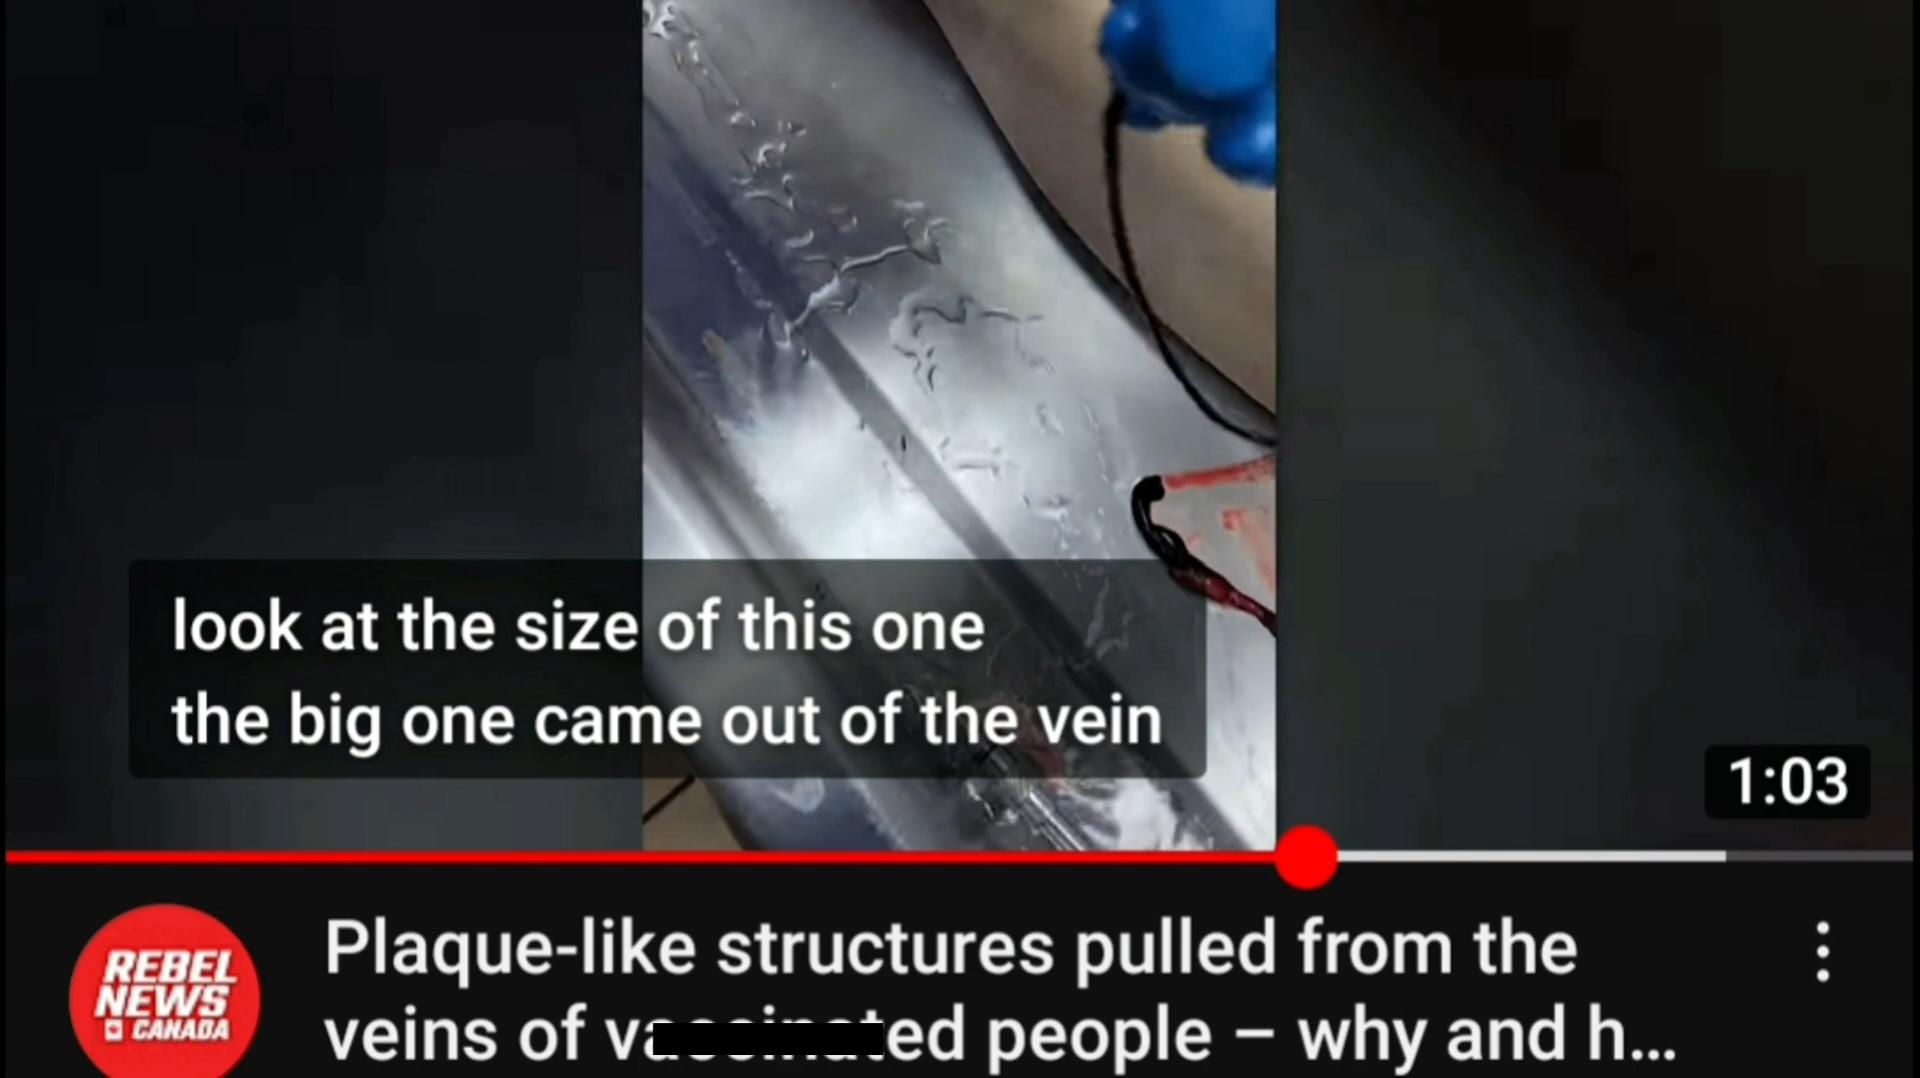 look at the size of this one
the big one came out of the vein
1:03
REBEL
NEWS
CANADA
Plaque-like structures pulled from the
veins of people – why and h...